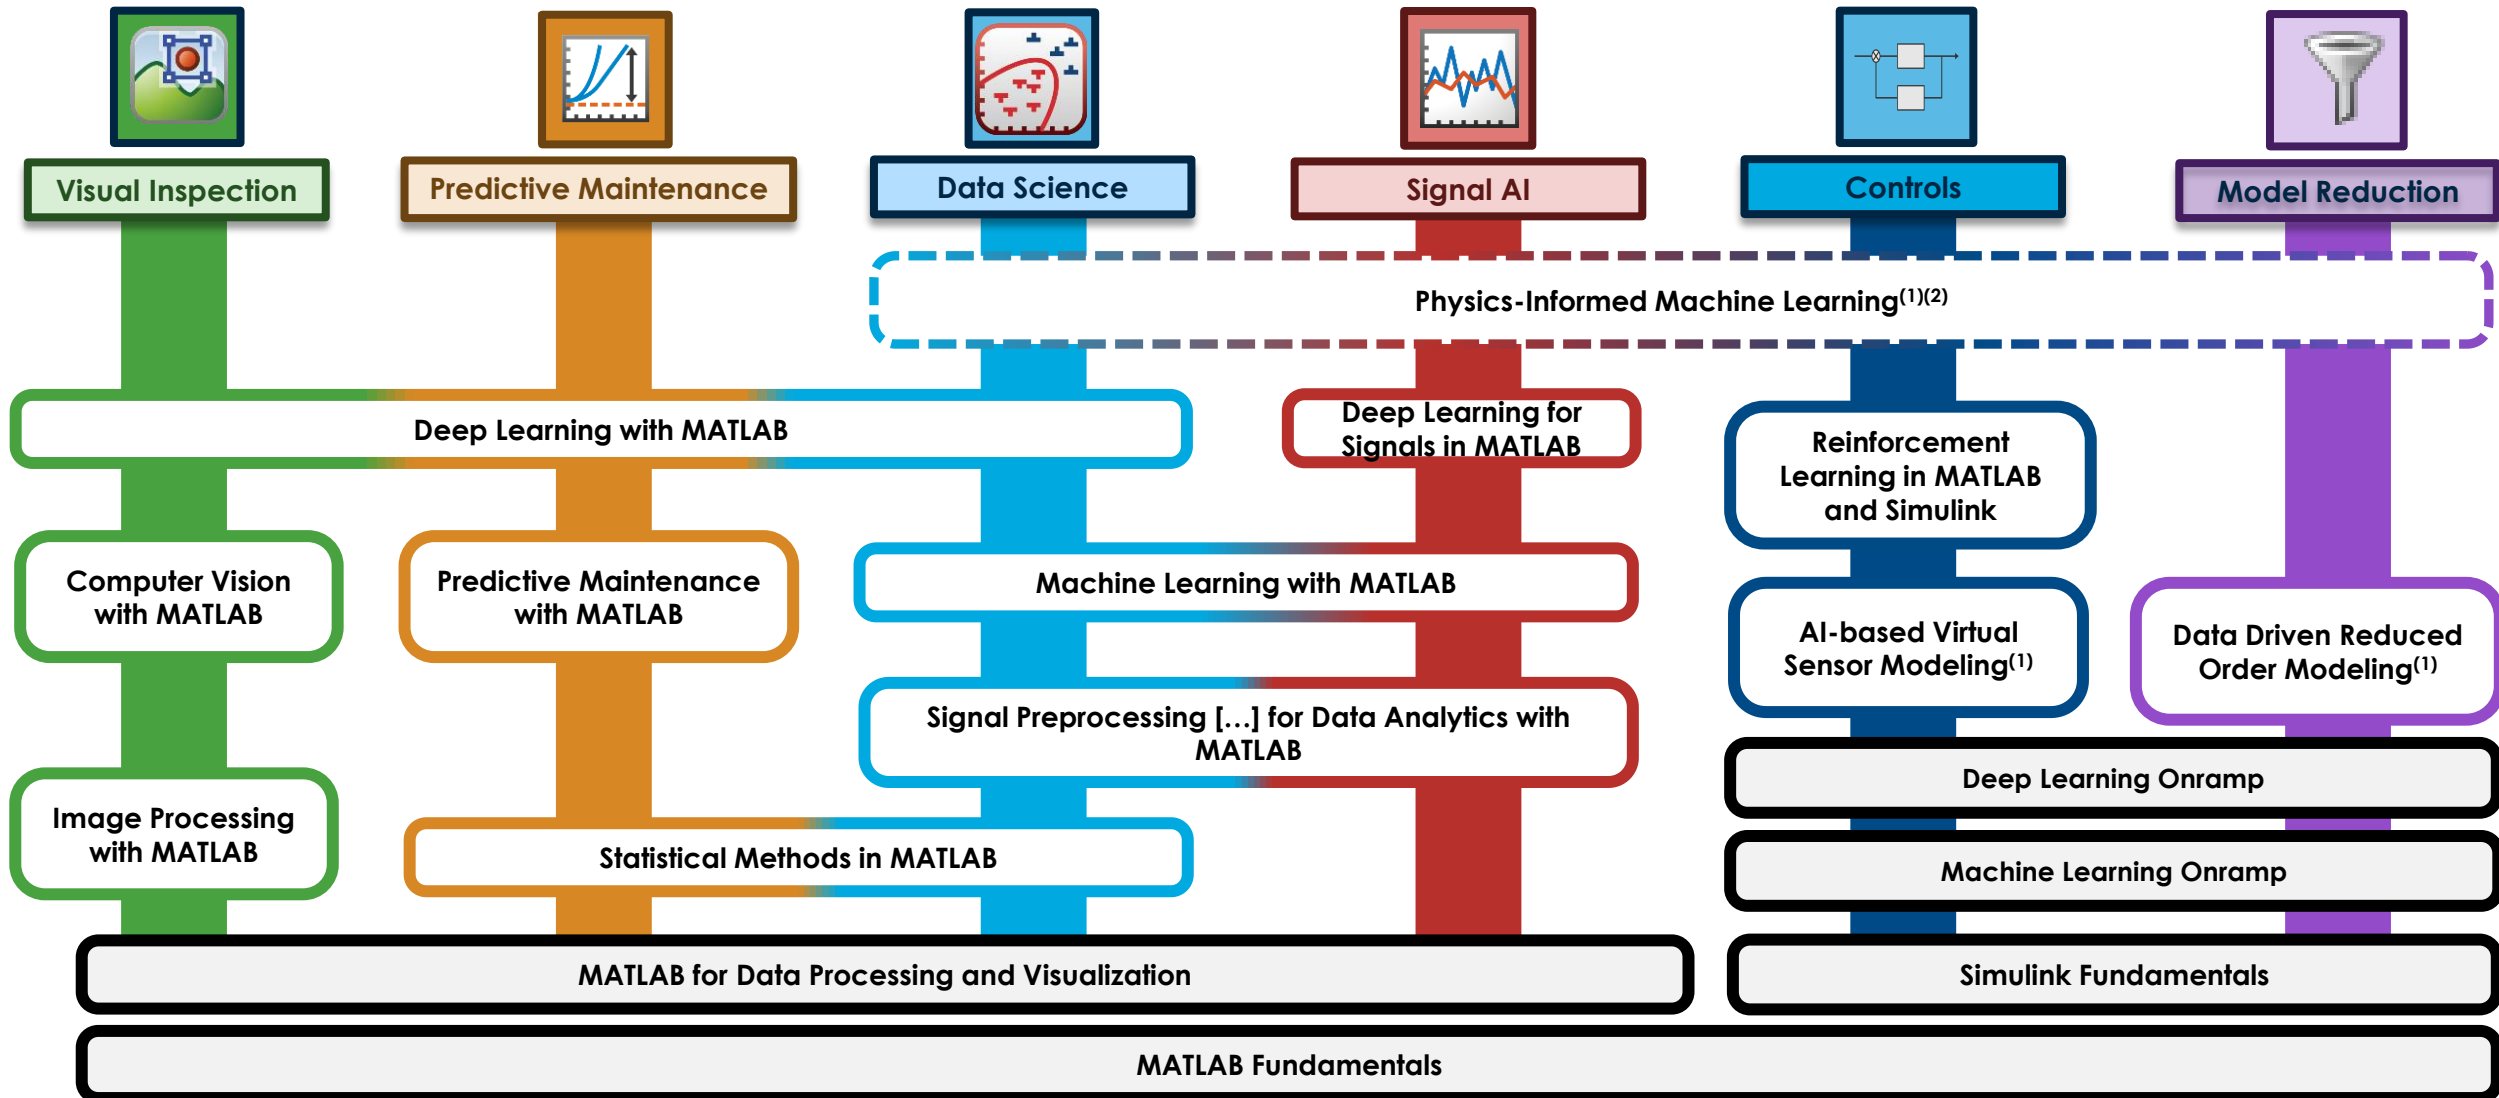 Visual Inspection
Predictive Maintenance
Data Science
Signal AI
Controls
Model Reduction
Physics-Informed Machine Learning(1)(2)
Deep Learning with MATLAB
Deep Learning for
Signals in MATLAB
Reinforcement
Learning in MATLAB
and Simulink
Computer Vision
with MATLAB
Predictive Maintenance
with MATLAB
Machine Learning with MATLAB
AI-based Virtual
Sensor Modeling(1)
Data Driven Reduced
Order Modeling(1)
Signal Preprocessing [...] for Data Analytics with
MATLAB
Deep Learning Onramp
Image Processing
with MATLAB
Statistical Methods in MATLAB
Machine Learning Onramp
MATLAB for Data Processing and Visualization
Simulink Fundamentals
MATLAB Fundamentals